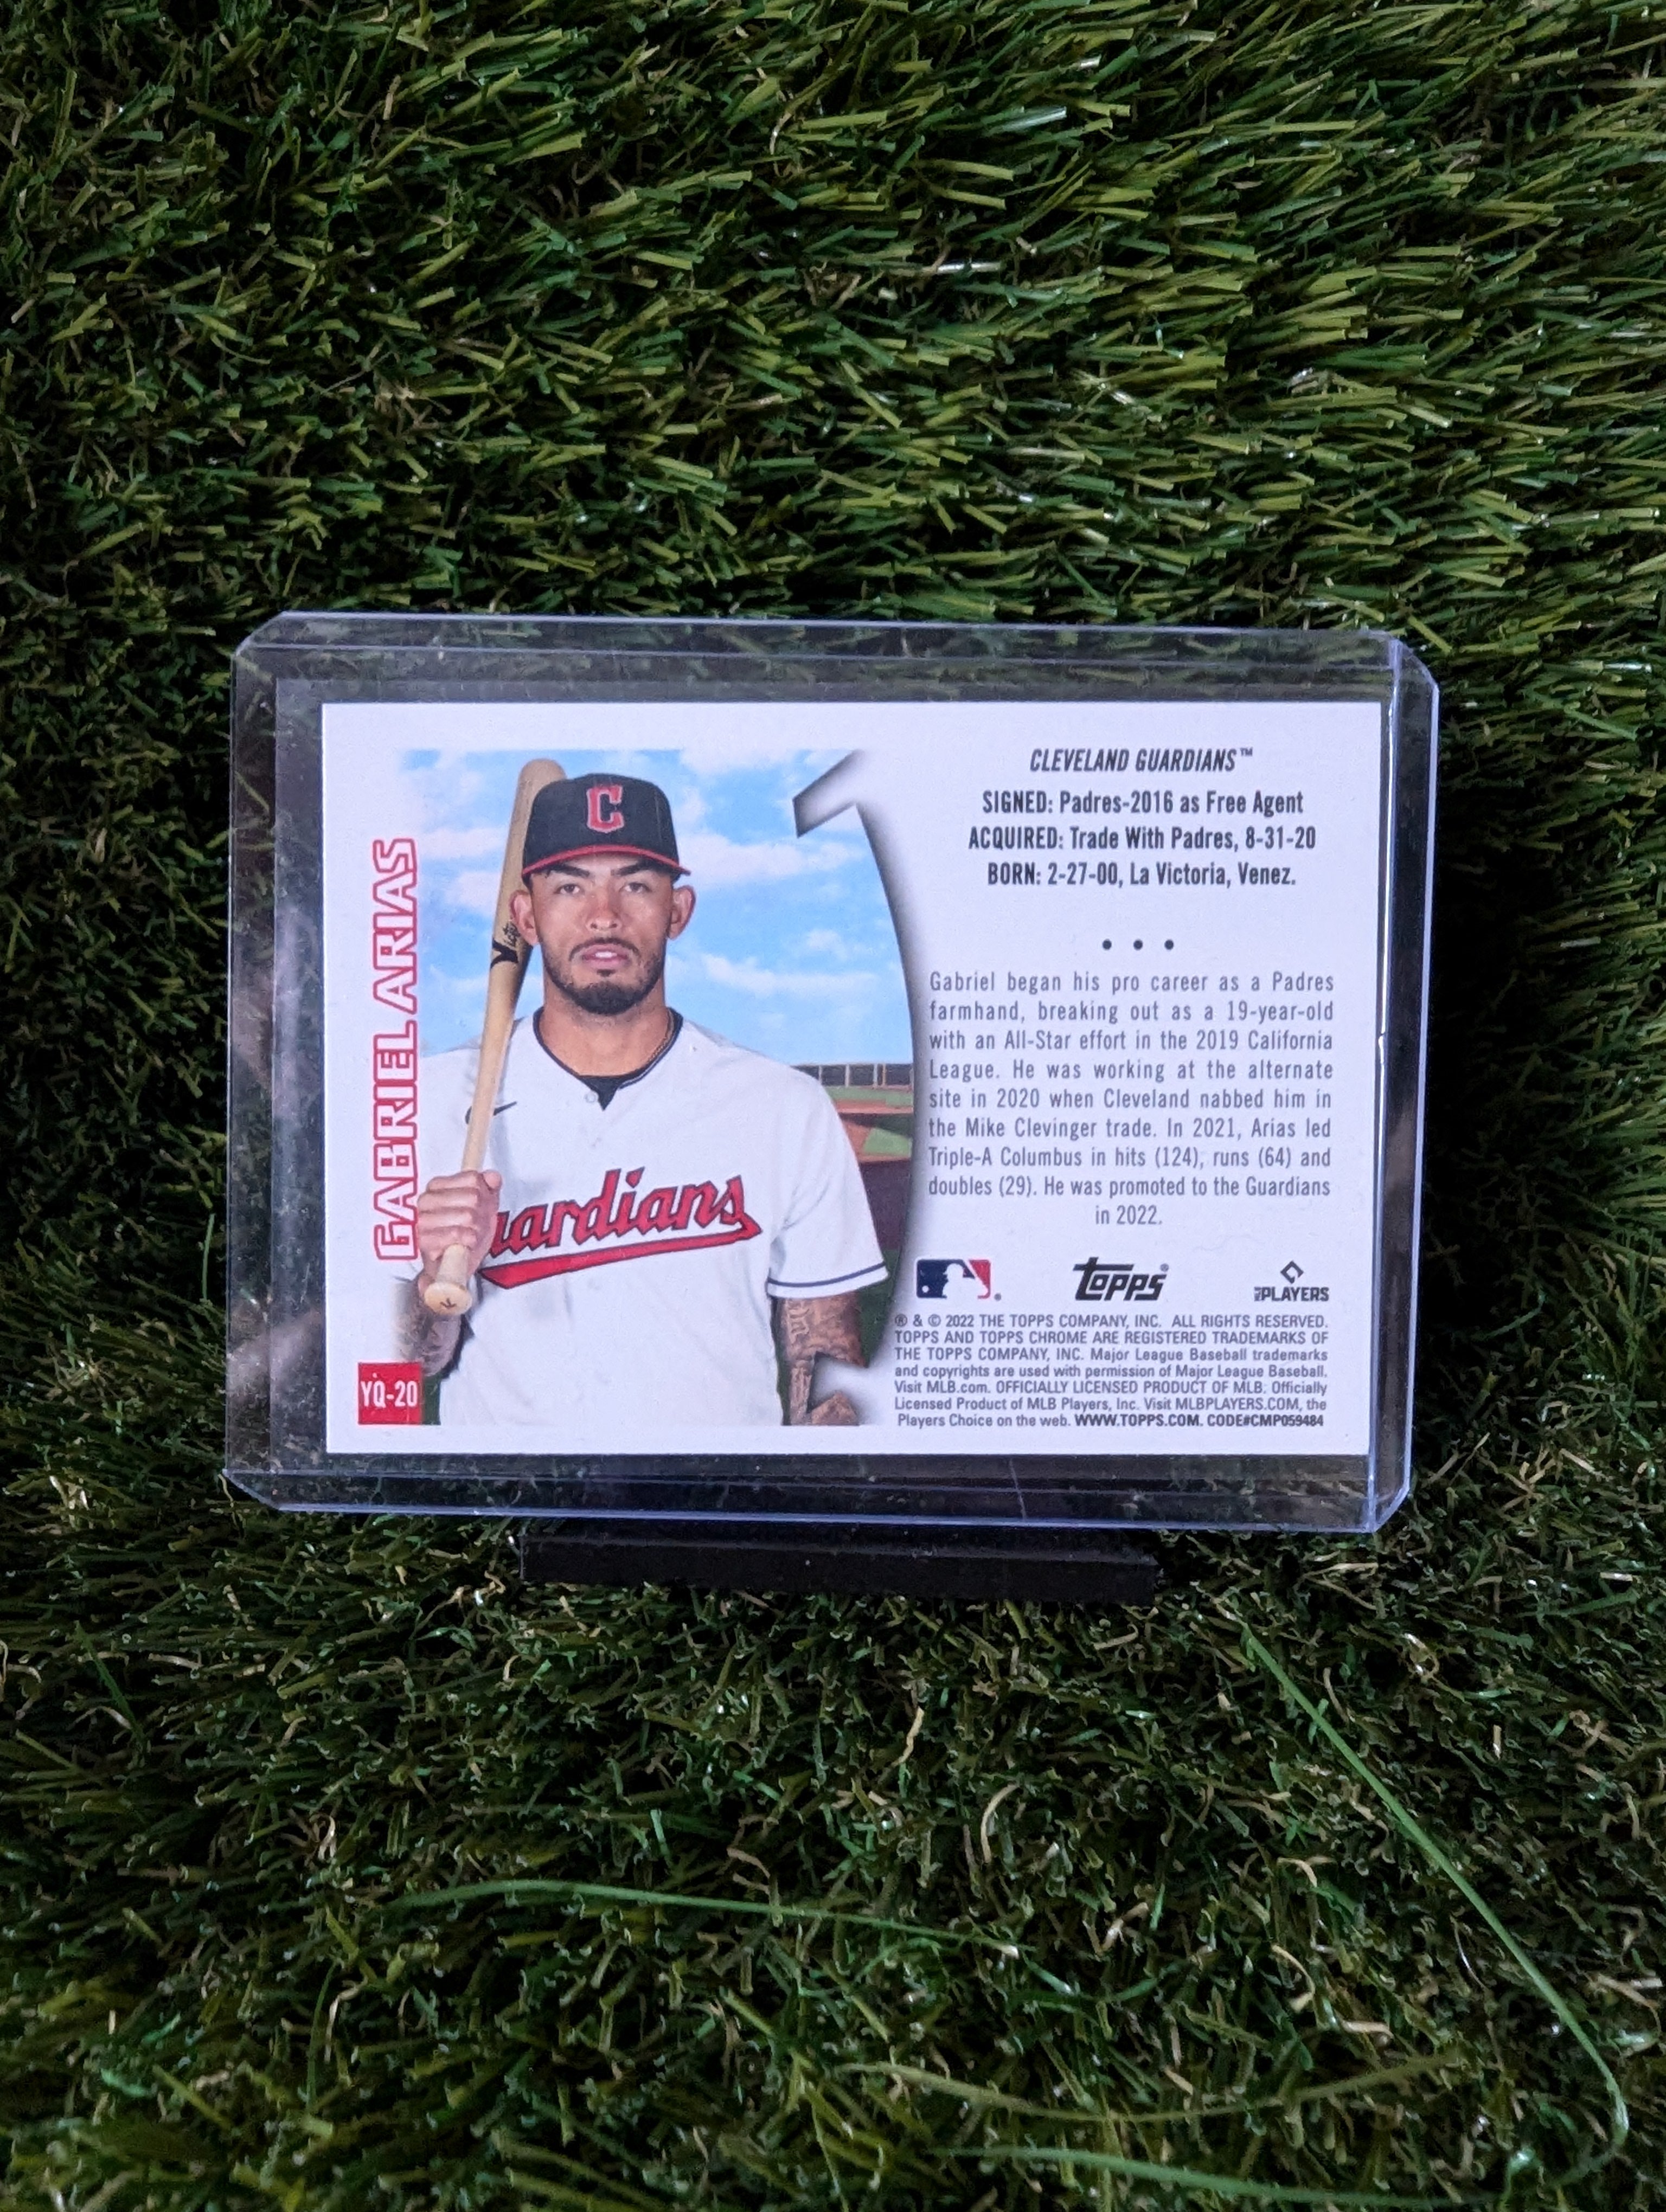 GABRIEL ARIAS
YQ-20
C
Guardians
CLEVELAND GUARDIANS™
SIGNED: Padres-2016 as Free Agent
ACQUIRED: Trade With Padres, 8-31-20
BORN: 2-27-00, La Victoria, Venez.
• • •
Gabriel began his pro career as a Padres
farmhand, breaking out as a 19-year-old
with an All-Star effort in the 2019 California
League. He was working at the alternate
site in 2020 when Cleveland nabbed him in
the Mike Clevinger trade. In 2021, Arias led
Triple-A Columbus in hits (124), runs (64) and
doubles (29). He was promoted to the Guardians
in 2022.
topps®
MLB PLAYERS
® & © 2022 THE TOPPS COMPANY, INC. ALL RIGHTS RESERVED.
TOPPS AND TOPPS CHROME ARE REGISTERED TRADEMARKS OF
THE TOPPS COMPANY, INC. Major League Baseball trademarks
and copyrights are used with permission of Major League Baseball.
Visit MLB.com. OFFICIALLY LICENSED PRODUCT OF MLB. Officially
Licensed Product of MLB Players, Inc. Visit MLBPLAYERS.COM, the
Players Choice on the web. WWW.TOPPS.COM. CODE#CMP059484